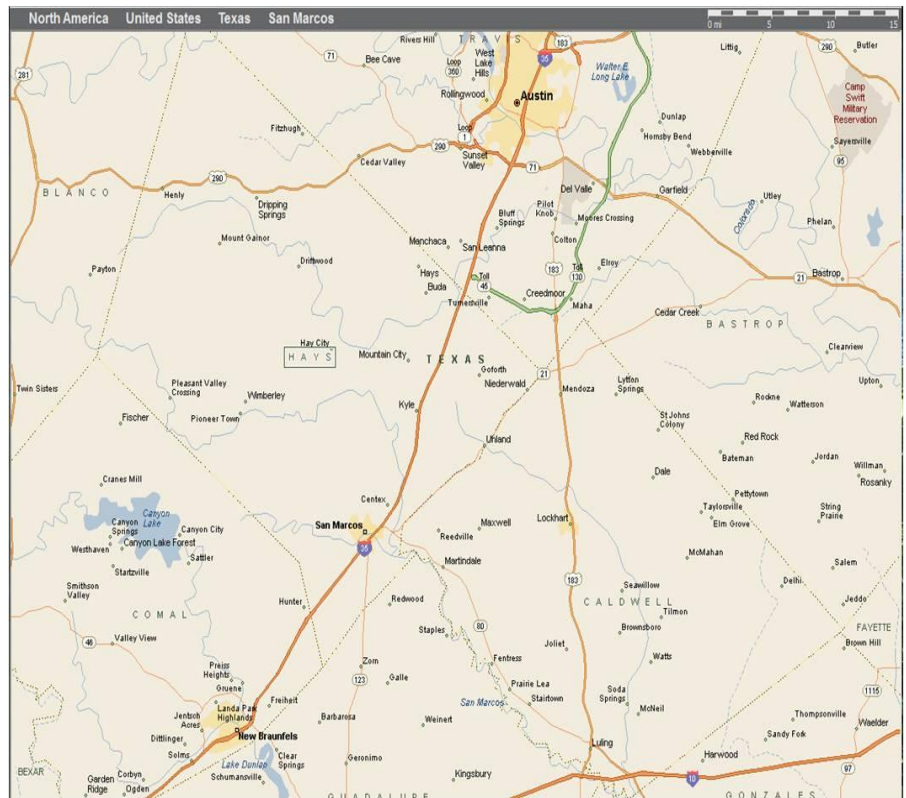 North America United States Texas San Marcos
0 mi 5 10 15
Rivers Hill
TRAVIS
183
Littig
290
Butler
71
Bee Cave
West
Lake
Hills
Loop
360
35
Walter E
Long Lake
281
Rollingwood
Austin
Camp
Swift
Military
Reservation
Fitzhugh
Loop
1
Dunlap
Hornsby Bend
Sayersville
290
Sunset
Valley
Webberville
95
Cedar Valley
71
BLANCO
290
Henly
Dripping
Springs
Del Valle
Garfield
Utley
Pilot
Knob
Bluff
Springs
Moores Crossing
Colorado
Phelan
Mount Gainor
Manchaca
San Leanna
Colton
Payton
Driftwood
Hays
Buda
Toll
45
183
Toll
130
Elroy
21
Bastrop
Turnersville
Creedmoor
Maha
Cedar Creek
BASTROP
Hay City
HAYS
Mountain City
TEXAS
Clearview
Goforth
Niederwald
21
Twin Sisters
Pleasant Valley
Crossing
Wimberley
Mendoza
Lytton
Springs
Upton
Rockne
Watterson
Fischer
Pioneer Town
Kyle
St Johns
Colony
Uhland
Red Rock
Bateman
Jordan
Willman
Rosanky
Cranes Mill
Dale
Centex
Pettytown
Taylorsville
Elm Grove
String
Prairie
Canyon
Lake
Canyon
Springs
Canyon City
San Marcos
Maxwell
Lockhart
Reedville
Westhaven
Canyon Lake Forest
35
Startzville
Sattler
Martindale
McMahan
Salem
Smithson
Valley
183
Seawillow
Delhi
Jeddo
Hunter
Redwood
CALDWELL
COMAL
Tilmon
46
Valley View
Staples
80
Brownsboro
FAYETTE
Brown Hill
Joliet
Preiss
Heights
Zorn
Fentress
Watts
Gruene
123
Galle
Prairie Lea
Soda
Springs
1115
Landa Park
Highlands
Freiheit
San Marcos
Stairtown
McNeil
Jentsch
Acres
Barbarosa
Weinert
Thompsonville
Waelder
Dittlinger
New Braunfels
Sandy Fork
Solms
Clear
Springs
Luling
Harwood
Lake Dunlap
Geronimo
BEXAR
Corbyn
Schumansville
Kingsbury
10
97
Garden
Ridge
Ogden
GUADALUPE
GONZALES